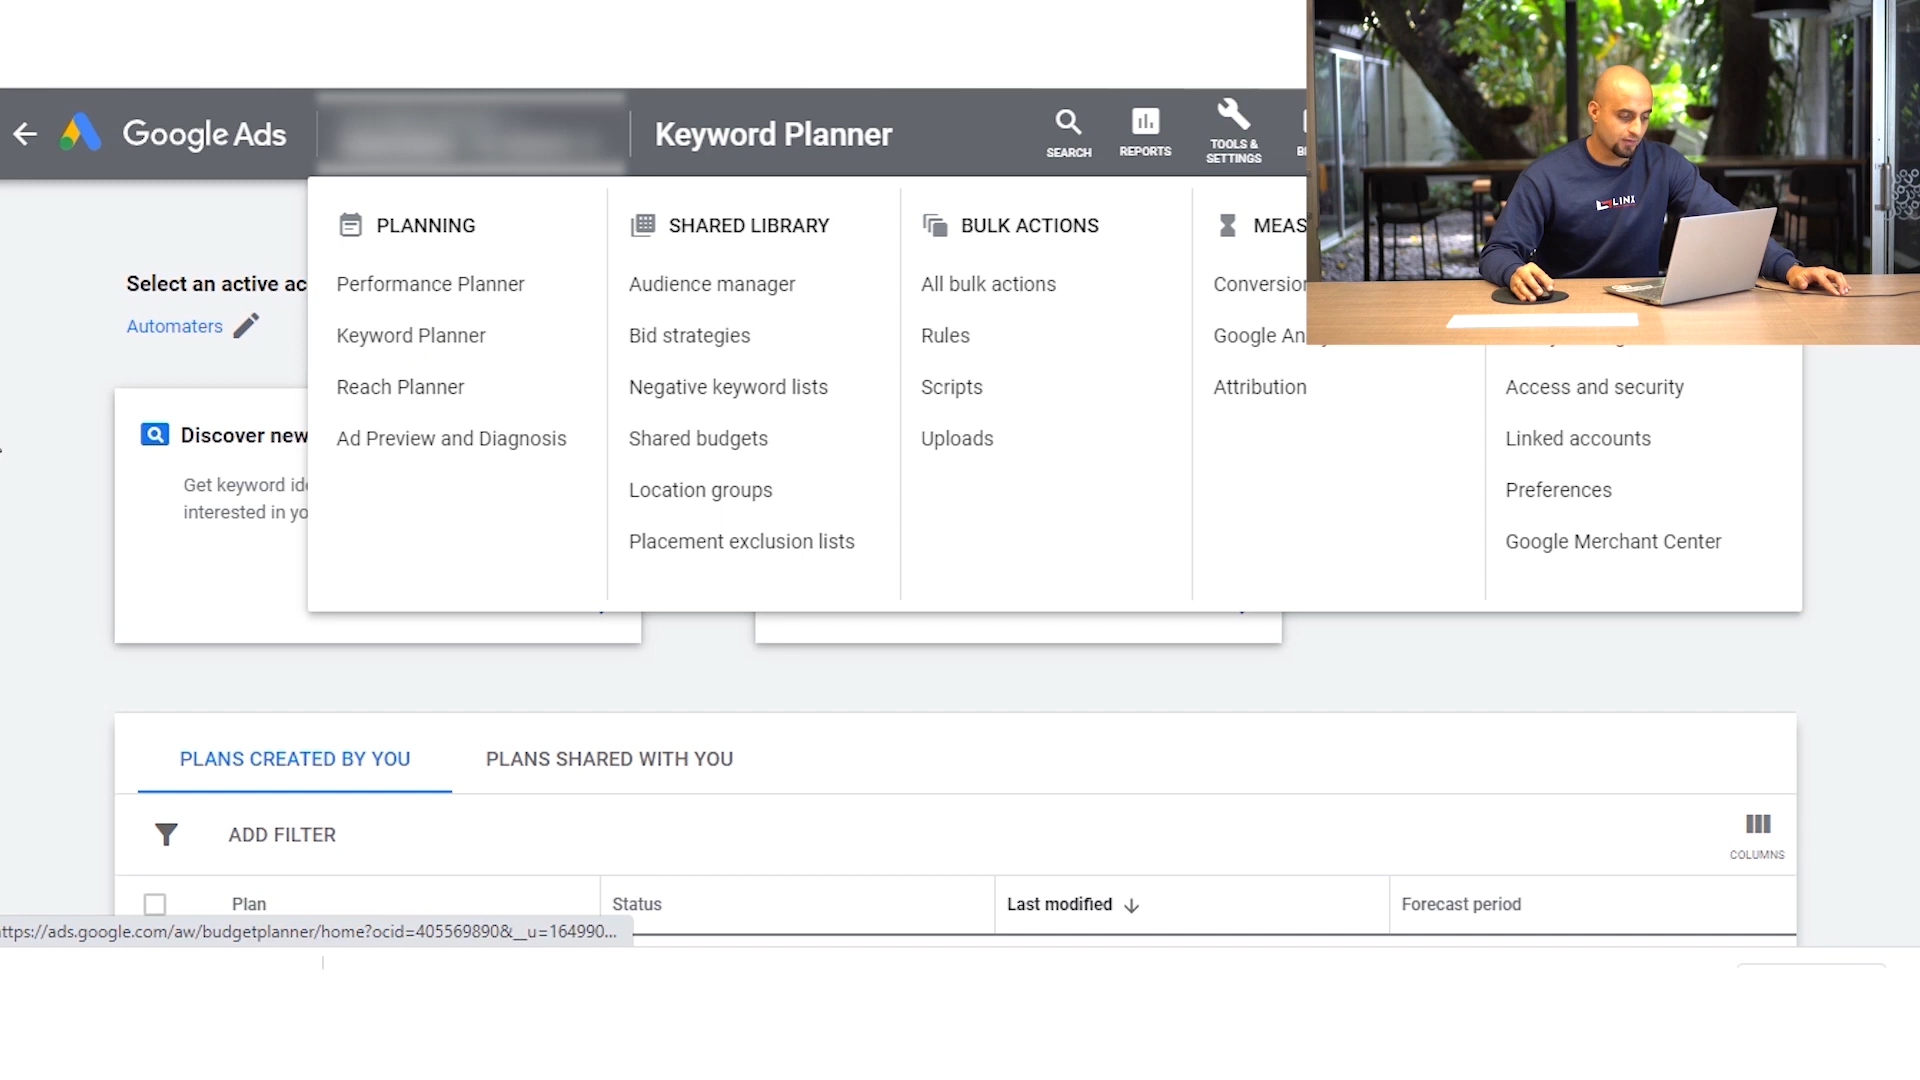 Google Ads
Keyword Planner
SEARCH
REPORTS
TOOLS &
SETTINGS
LINX
PLANNING
SHARED LIBRARY
BULK ACTIONS
MEAS
Select an active ac
Automaters
Performance Planner
Keyword Planner
Reach Planner
Ad Preview and Diagnosis
Audience manager
Bid strategies
Negative keyword lists
Shared budgets
Location groups
Placement exclusion lists
All bulk actions
Rules
Scripts
Uploads
Conversion
Google An
Attribution
Access and security
Linked accounts
Preferences
Google Merchant Center
Discover new
Get keyword ide
interested in yo
PLANS CREATED BY YOU
PLANS SHARED WITH YOU
ADD FILTER
COLUMNS
Plan
Status
Last modified
Forecast period
ttps://ads.google.com/aw/budgetplanner/home?ocid=405569890&__u=164990...